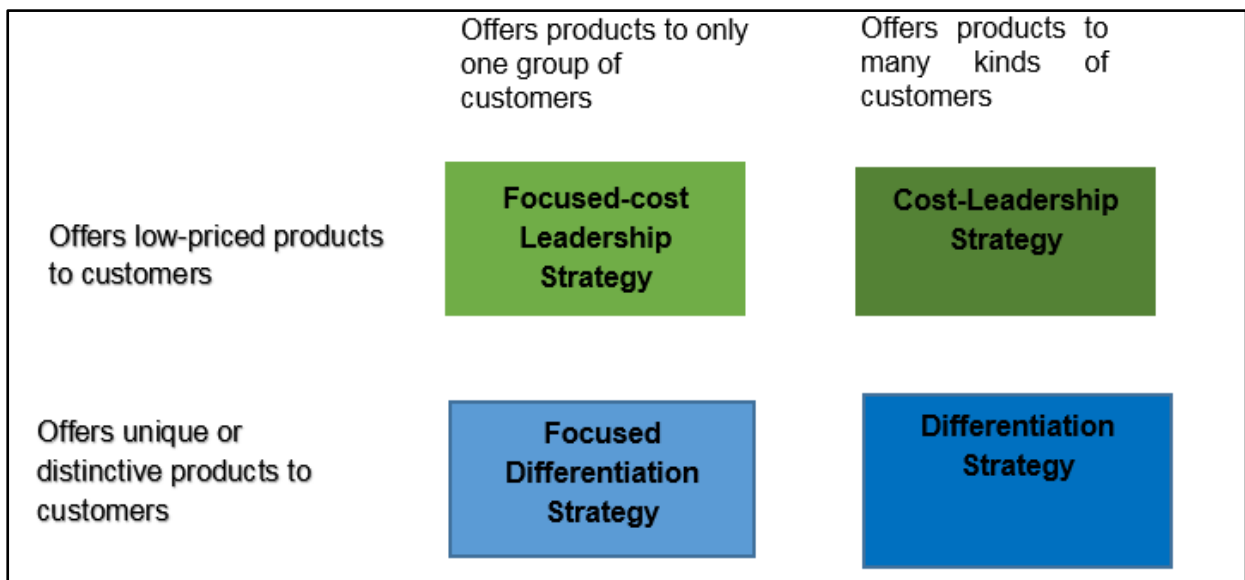 Offers products to only
one group of
customers
Offers products to
many kinds of
customers
Offers low-priced products
to customers
Focused-cost
Leadership
Strategy
Cost-Leadership
Strategy
Offers unique or
distinctive products to
customers
Focused
Differentiation
Strategy
Differentiation
Strategy